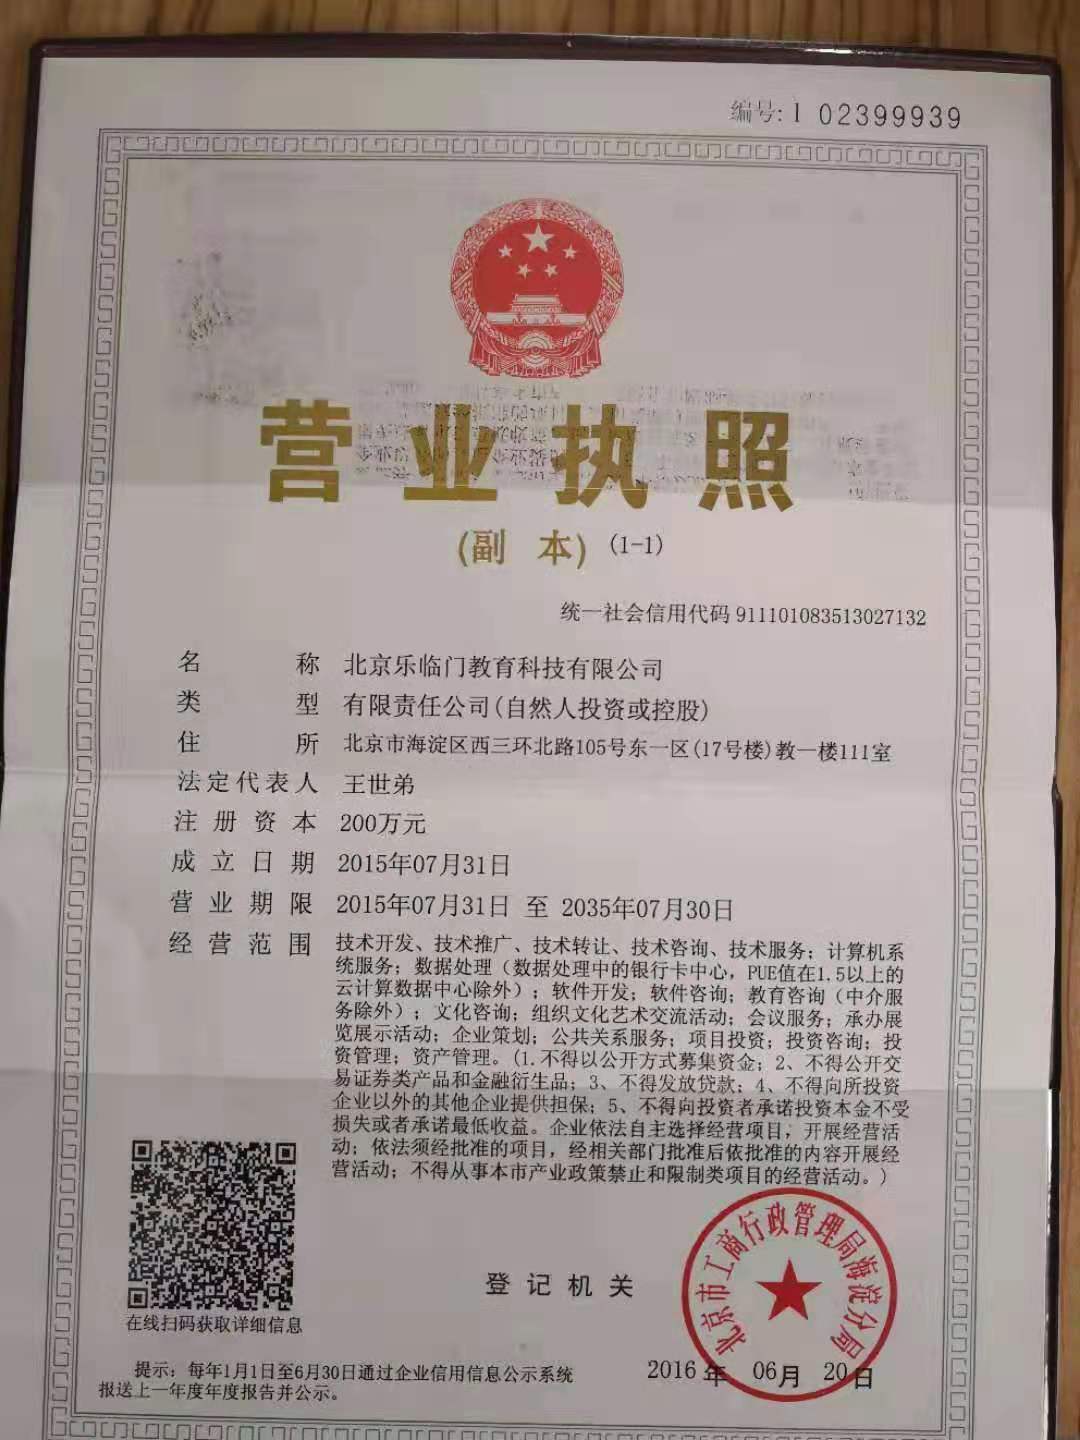 编号:1 02399939
营业执照
(副 本) (1-1)
统一社会信用代码 911101083513027132
名 称 北京乐临门教育科技有限公司
类 型 有限责任公司(自然人投资或控股)
住 所 北京市海淀区西三环北路105号东一区(17号楼)教一楼111室
法定代表人 王世弟
注册资本 200万元
成立日期 2015年07月31日
营业期限 2015年07月31日 至 2035年07月30日
经营范围 技术开发、技术推广、技术转让、技术咨询、技术服务；计算机系
统服务；数据处理（数据处理中的银行卡中心，PUE值在1.5以上的
云计算数据中心除外）；软件开发；软件咨询；教育咨询（中介服
务除外）；文化咨询；组织文化艺术交流活动；会议服务；承办展
览展示活动；企业策划；公共关系服务；项目投资；投资咨询；投
资管理；资产管理。(1.不得以公开方式募集资金；2、不得公开交
易证券类产品和金融衍生品；3、不得发放贷款；4、不得向所投资
企业以外的其他企业提供担保；5、不得向投资者承诺投资本金不受
损失或者承诺最低收益。企业依法自主选择经营项目，开展经营活
动；依法须经批准的项目，经相关部门批准后依批准的内容开展经
营活动；不得从事本市产业政策禁止和限制类项目的经营活动。)
在线扫码获取详细信息
登记机关
北京市工商行政管理局海淀分局
2016年 06月 20日
提示：每年1月1日至6月30日通过企业信用信息公示系统
报送上一年度年度报告并公示。